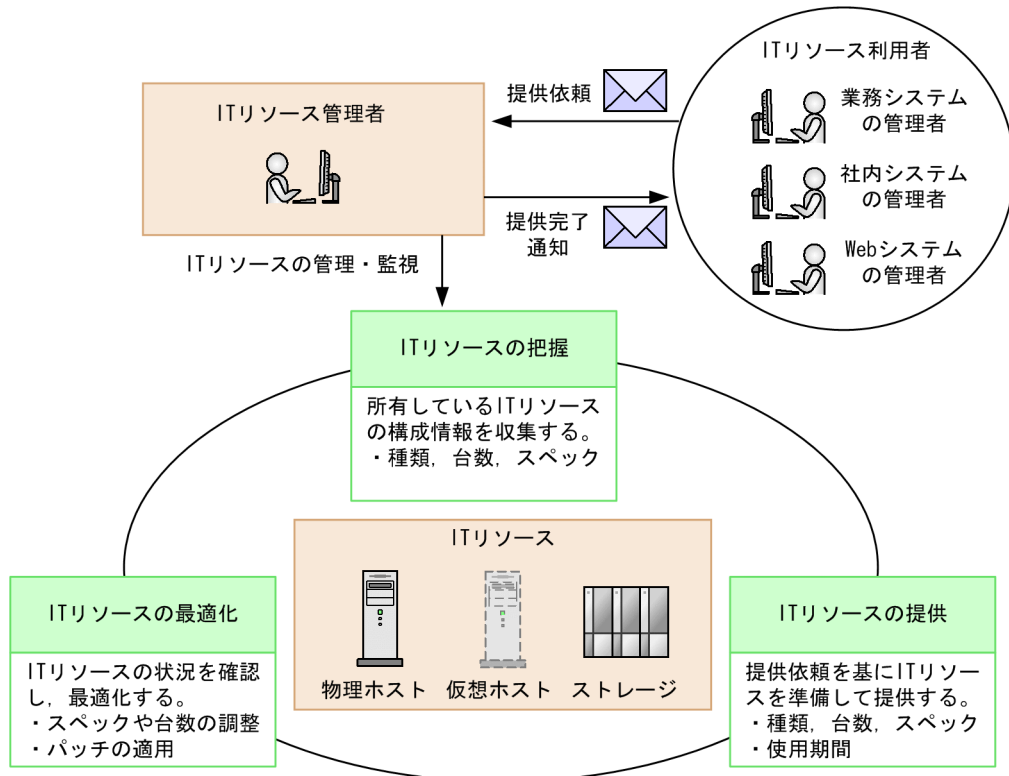 ITリソース利用者
業務システム
の管理者
社内システム
の管理者
Webシステム
の管理者
提供依頼
ITリソース管理者
提供完了
通知
ITリソースの管理・監視
ITリソースの把握
所有しているITリソース
の構成情報を収集する。
・種類，台数，スペック
ITリソース
物理ホスト
仮想ホスト
ストレージ
ITリソースの最適化
ITリソースの状況を確認
し，最適化する。
・スペックや台数の調整
・パッチの適用
ITリソースの提供
提供依頼を基にITリソー
スを準備して提供する。
・種類，台数，スペック
・使用期間